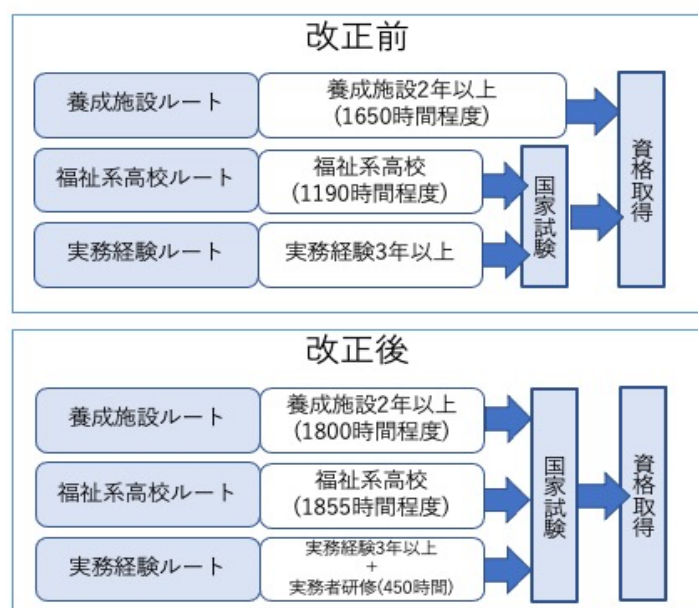 改正前
養成施設ルート
養成施設2年以上
(1650時間程度)
福祉系高校ルート
福祉系高校
(1190時間程度)
実務経験ルート
実務経験3年以上
国家試験
資格取得
改正後
養成施設ルート
養成施設2年以上
(1800時間程度)
福祉系高校ルート
福祉系高校
(1855時間程度)
実務経験ルート
実務経験3年以上
+
実務者研修(450時間)
国家試験
資格取得